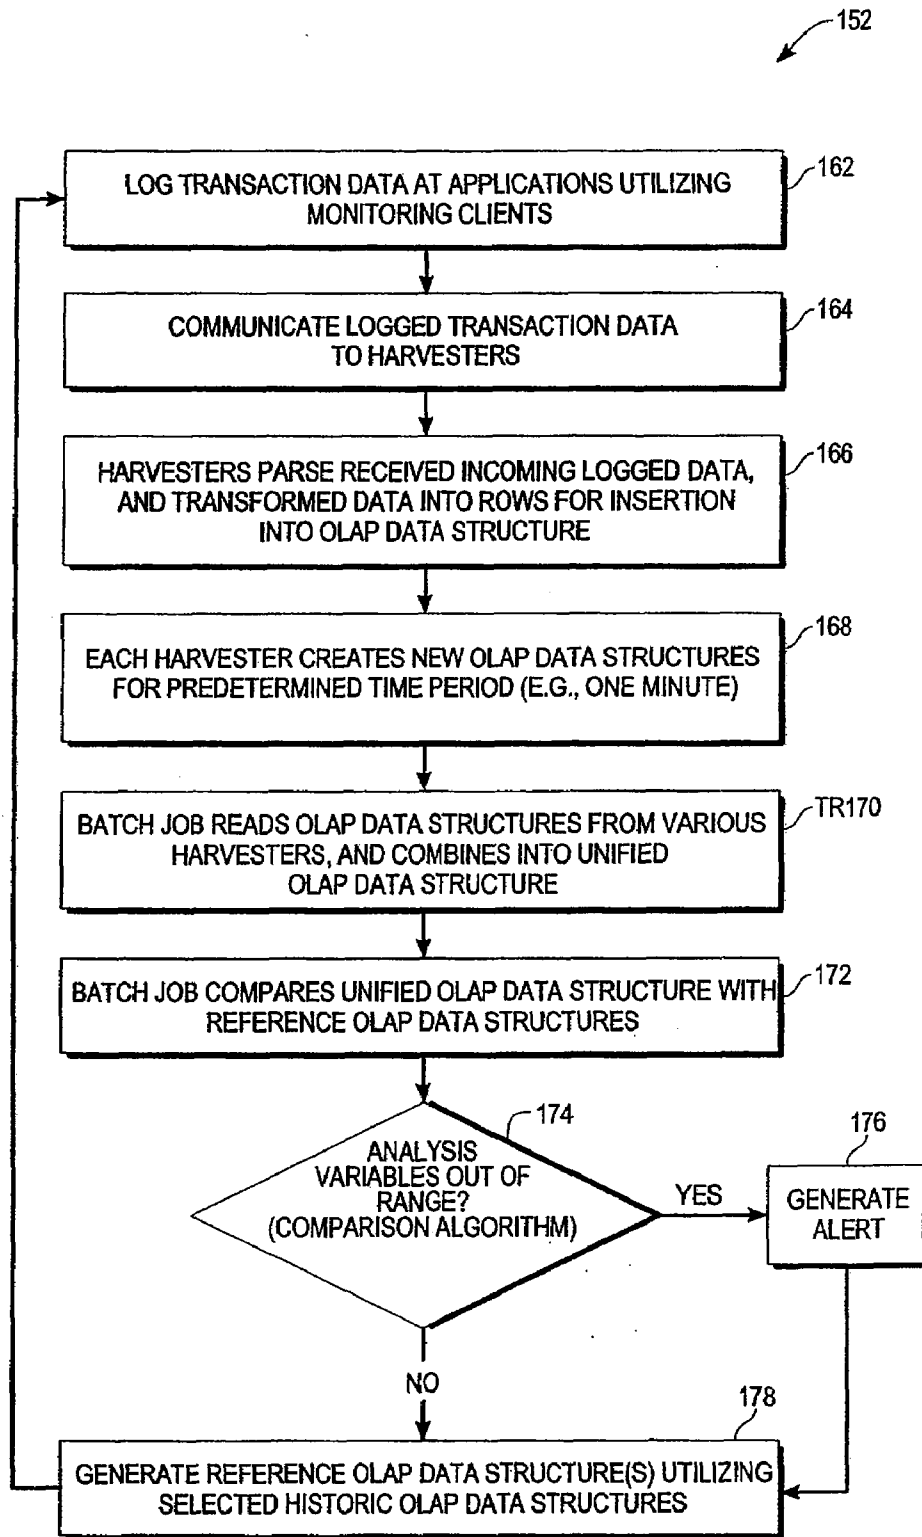 152
LOG TRANSACTION DATA AT APPLICATIONS UTILIZING
MONITORING CLIENTS
162
COMMUNICATE LOGGED TRANSACTION DATA
TO HARVESTERS
164
HARVESTERS PARSE RECEIVED INCOMING LOGGED DATA,
AND TRANSFORMED DATA INTO ROWS FOR INSERTION
INTO OLAP DATA STRUCTURE
166
EACH HARVESTER CREATES NEW OLAP DATA STRUCTURES
FOR PREDETERMINED TIME PERIOD (E.G., ONE MINUTE)
168
BATCH JOB READS OLAP DATA STRUCTURES FROM VARIOUS
HARVESTERS, AND COMBINES INTO UNIFIED
OLAP DATA STRUCTURE
TR170
BATCH JOB COMPARES UNIFIED OLAP DATA STRUCTURE WITH
REFERENCE OLAP DATA STRUCTURES
172
174
ANALYSIS
VARIABLES OUT OF
RANGE?
(COMPARISON ALGORITHM)
YES
176
GENERATE
ALERT
NO
178
GENERATE REFERENCE OLAP DATA STRUCTURE(S) UTILIZING
SELECTED HISTORIC OLAP DATA STRUCTURES